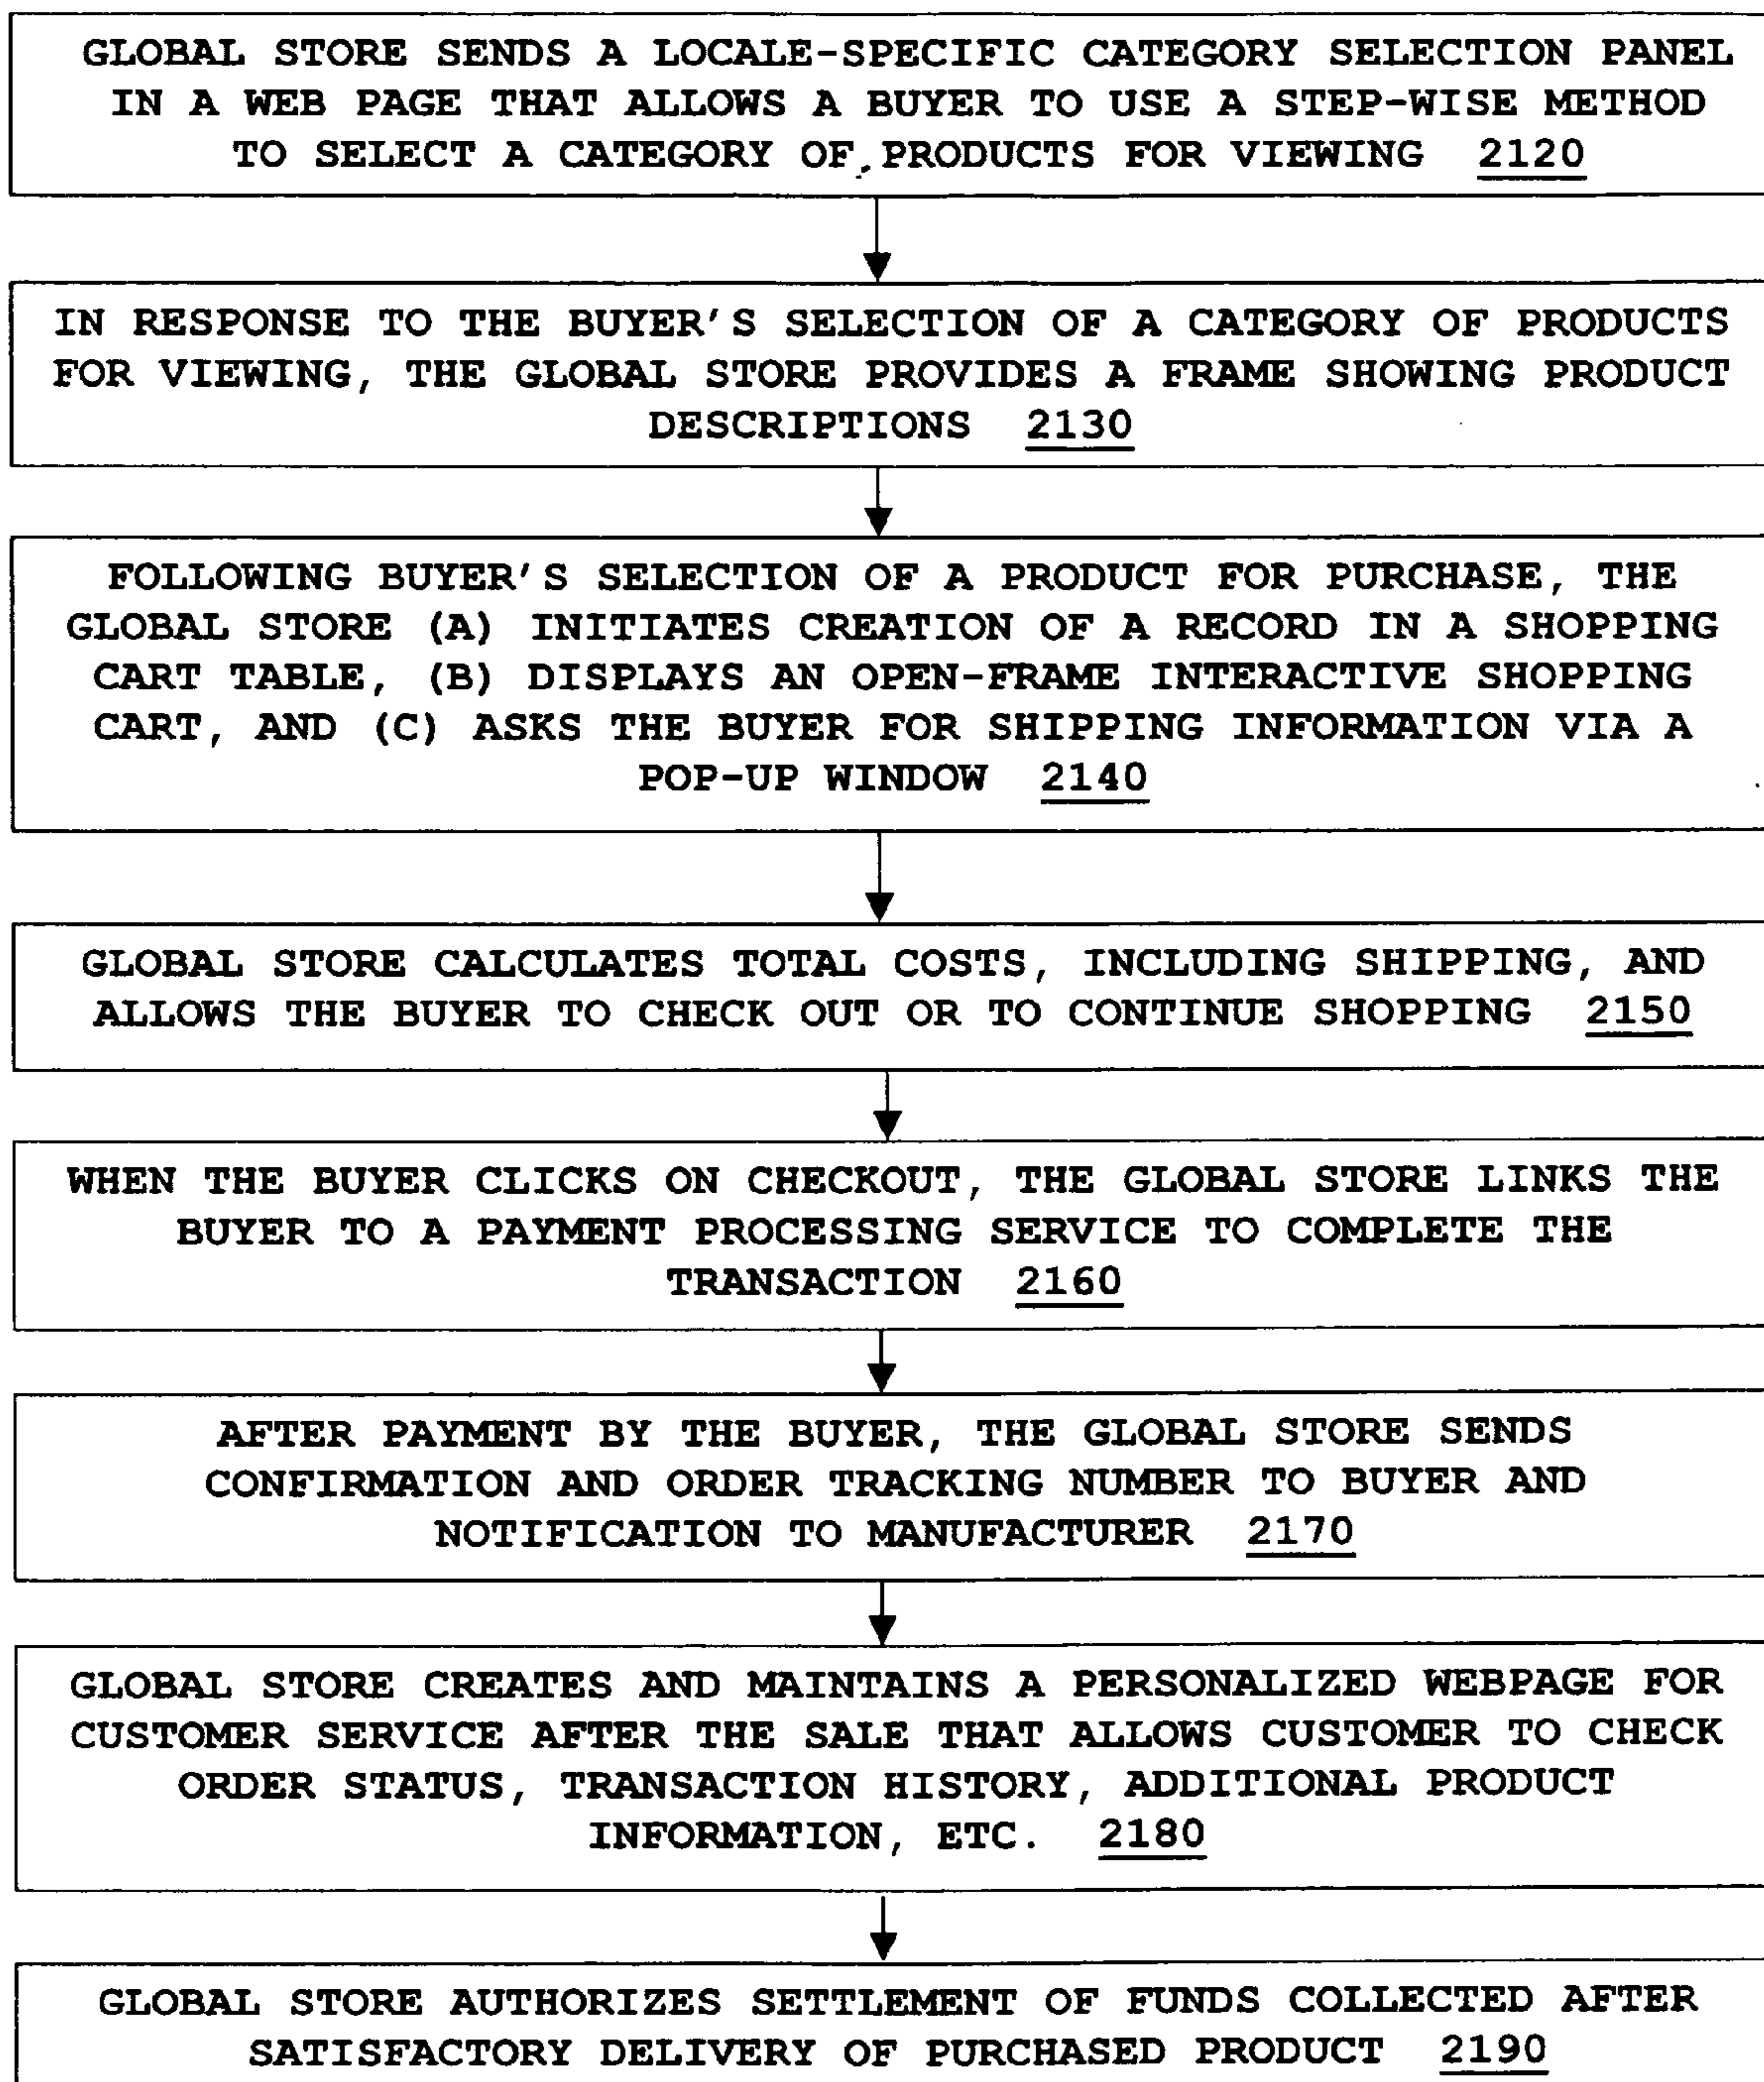 GLOBAL STORE SENDS A LOCALE-SPECIFIC CATEGORY SELECTION PANEL
IN A WEB PAGE THAT ALLOWS A BUYER TO USE A STEP-WISE METHOD
TO SELECT A CATEGORY OF PRODUCTS FOR VIEWING 2120
IN RESPONSE TO THE BUYER'S SELECTION OF A CATEGORY OF PRODUCTS
FOR VIEWING, THE GLOBAL STORE PROVIDES A FRAME SHOWING PRODUCT
DESCRIPTIONS 2130
FOLLOWING BUYER'S SELECTION OF A PRODUCT FOR PURCHASE, THE
GLOBAL STORE (A) INITIATES CREATION OF A RECORD IN A SHOPPING
CART TABLE, (B) DISPLAYS AN OPEN-FRAME INTERACTIVE SHOPPING
CART, AND (C) ASKS THE BUYER FOR SHIPPING INFORMATION VIA A
POP-UP WINDOW 2140
GLOBAL STORE CALCULATES TOTAL COSTS, INCLUDING SHIPPING, AND
ALLOWS THE BUYER TO CHECK OUT OR TO CONTINUE SHOPPING 2150
WHEN THE BUYER CLICKS ON CHECKOUT, THE GLOBAL STORE LINKS THE
BUYER TO A PAYMENT PROCESSING SERVICE TO COMPLETE THE
TRANSACTION 2160
AFTER PAYMENT BY THE BUYER, THE GLOBAL STORE SENDS
CONFIRMATION AND ORDER TRACKING NUMBER TO BUYER AND
NOTIFICATION TO MANUFACTURER 2170
GLOBAL STORE CREATES AND MAINTAINS A PERSONALIZED WEBPAGE FOR
CUSTOMER SERVICE AFTER THE SALE THAT ALLOWS CUSTOMER TO CHECK
ORDER STATUS, TRANSACTION HISTORY, ADDITIONAL PRODUCT
INFORMATION, ETC. 2180
GLOBAL STORE AUTHORIZES SETTLEMENT OF FUNDS COLLECTED AFTER
SATISFACTORY DELIVERY OF PURCHASED PRODUCT 2190